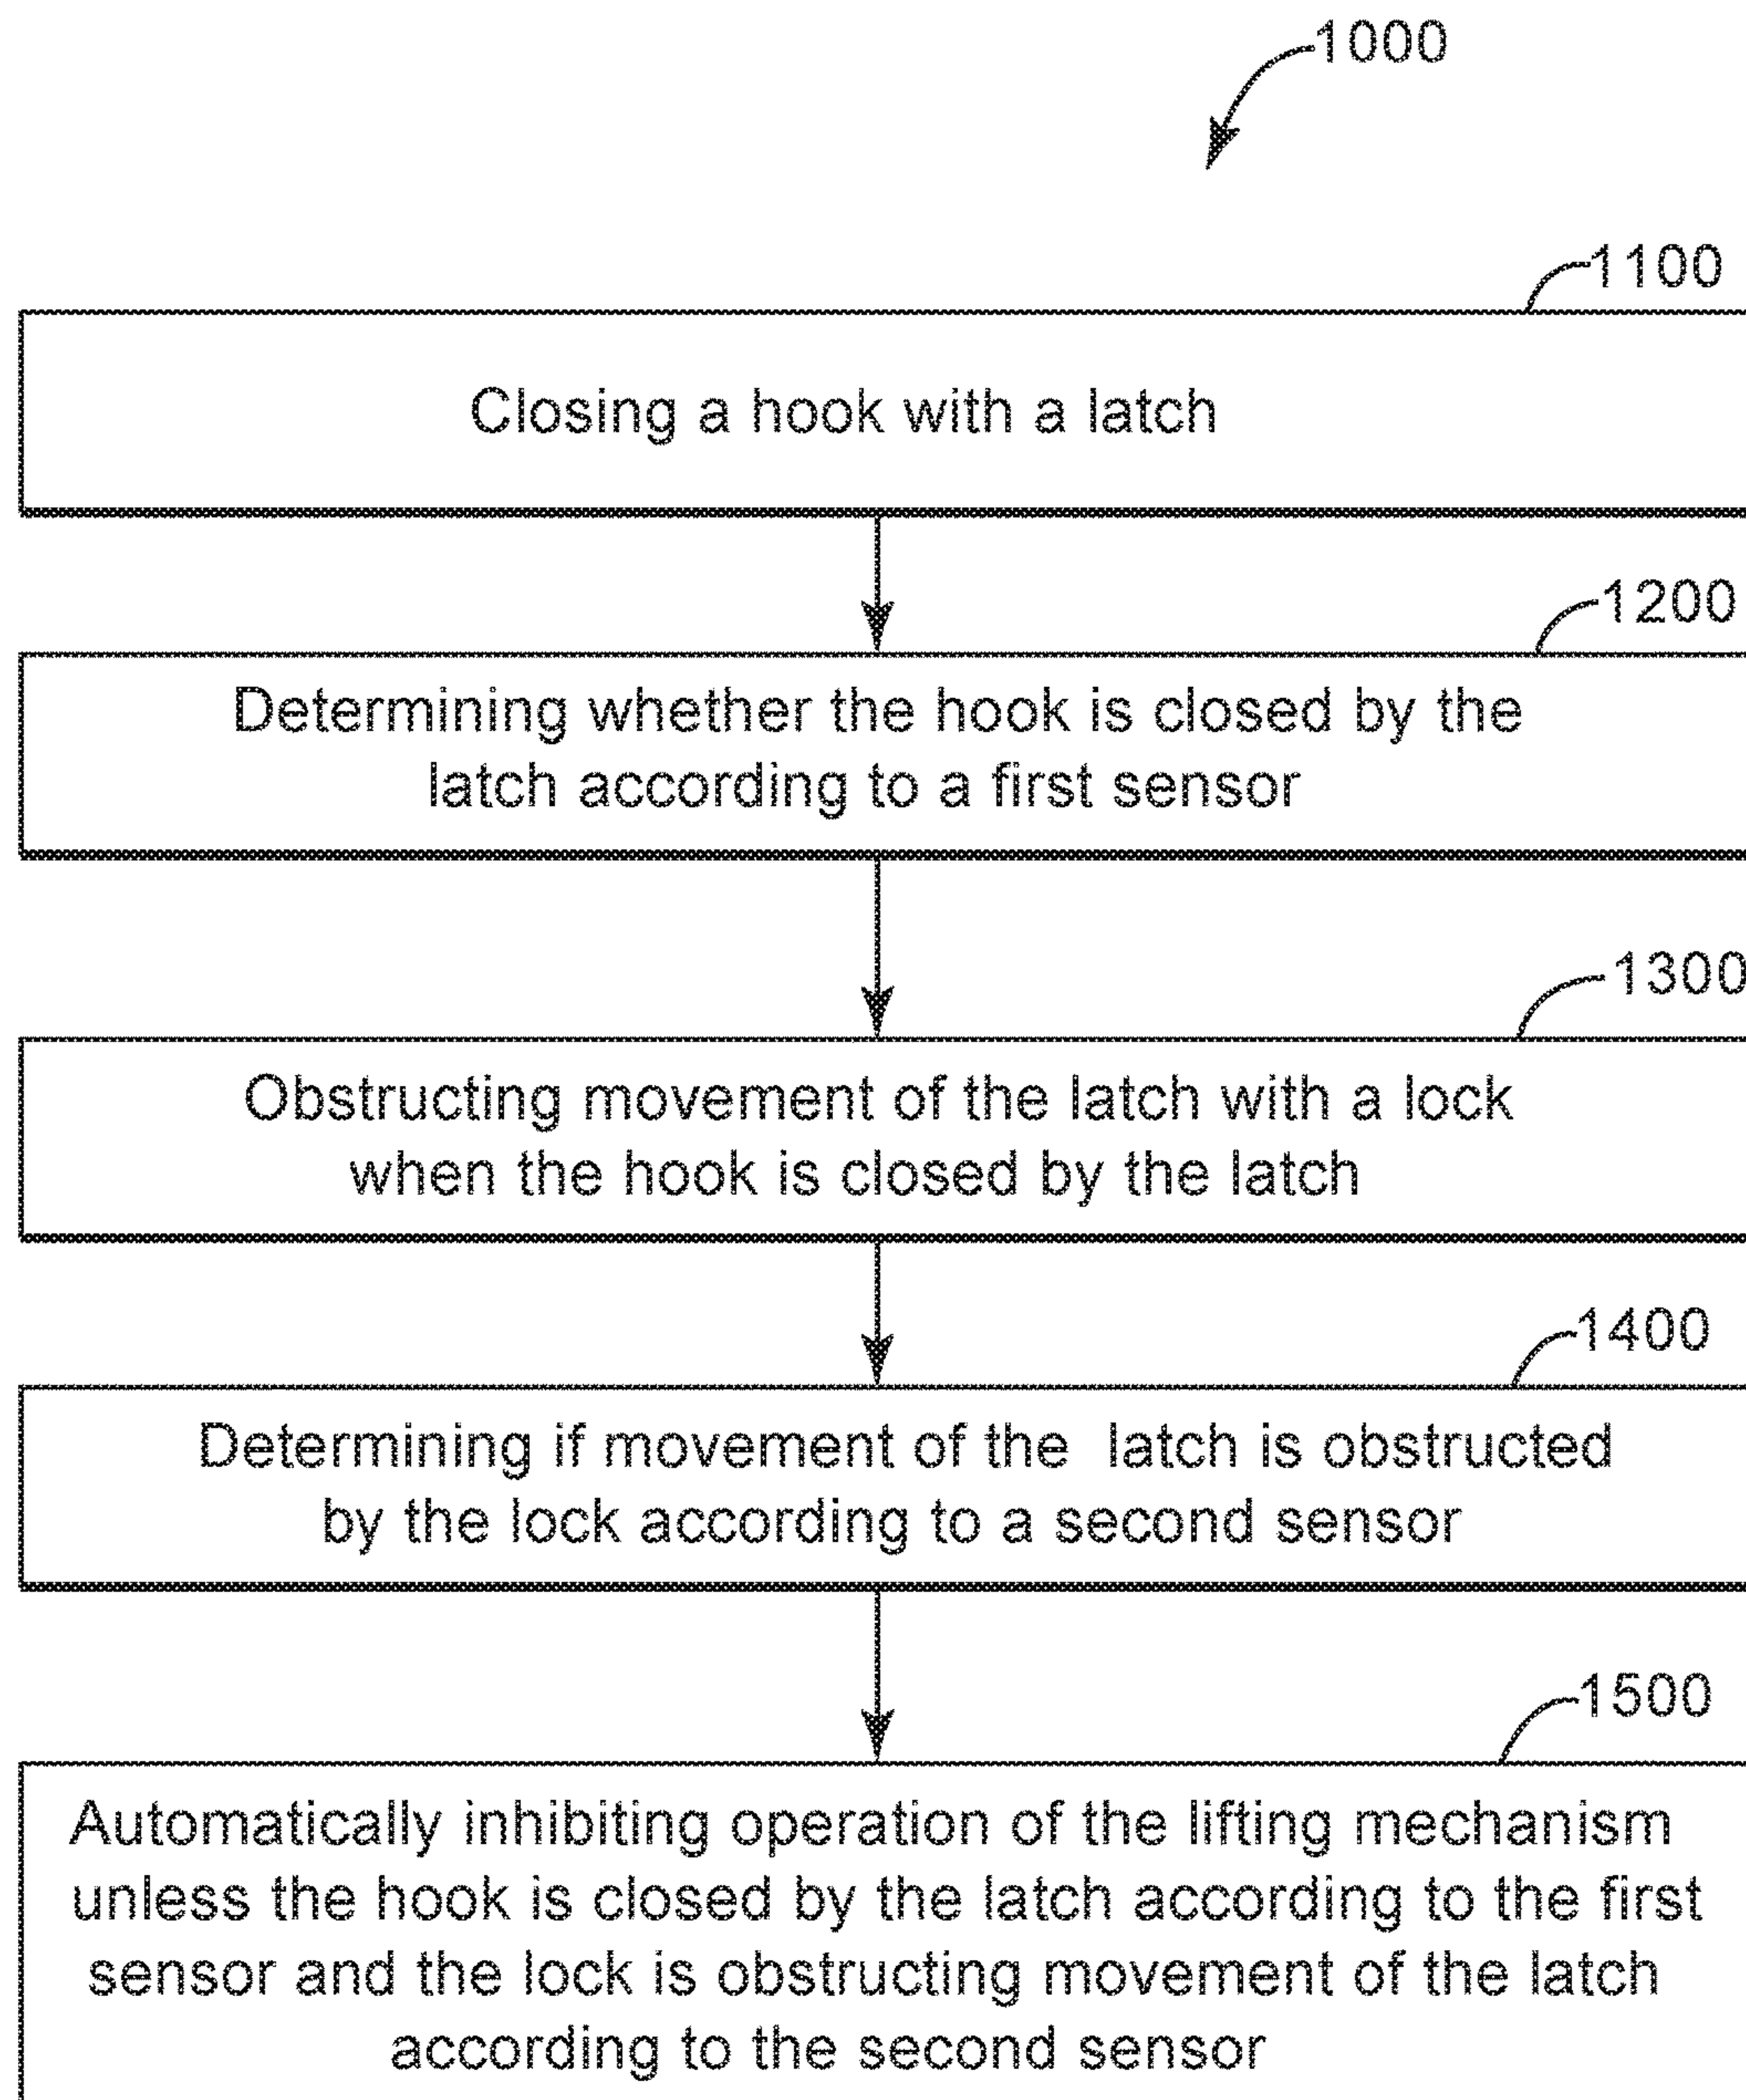 1000
1100
Closing a hook with a latch
1200
Determining whether the hook is closed by the
latch according to a first sensor
1300
Obstructing movement of the latch with a lock
when the hook is closed by the latch
1400
Determining if movement of the latch is obstructed
by the lock according to a second sensor
1500
Automatically inhibiting operation of the lifting mechanism
unless the hook is closed by the latch according to the first
sensor and the lock is obstructing movement of the latch
according to the second sensor